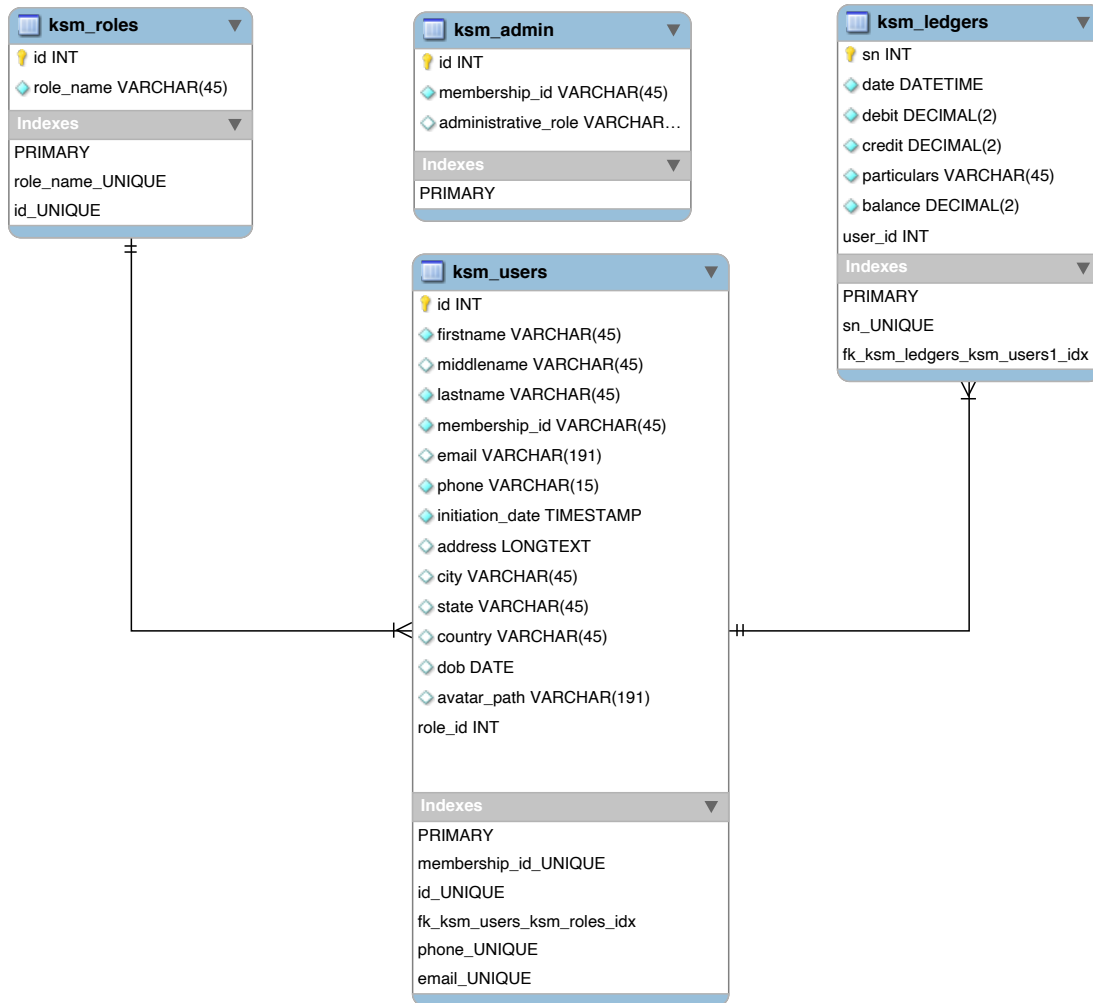 ksm_roles
id INT
role_name VARCHAR(45)
Indexes
PRIMARY
role_name_UNIQUE
id_UNIQUE
ksm_admin
id INT
membership_id VARCHAR(45)
administrative_role VARCHAR…
Indexes
PRIMARY
ksm_ledgers
sn INT
date DATETIME
debit DECIMAL(2)
credit DECIMAL(2)
particulars VARCHAR(45)
balance DECIMAL(2)
user_id INT
Indexes
PRIMARY
sn_UNIQUE
fk_ksm_ledgers_ksm_users1_idx
ksm_users
id INT
firstname VARCHAR(45)
middlename VARCHAR(45)
lastname VARCHAR(45)
membership_id VARCHAR(45)
email VARCHAR(191)
phone VARCHAR(15)
initiation_date TIMESTAMP
address LONGTEXT
city VARCHAR(45)
state VARCHAR(45)
country VARCHAR(45)
dob DATE
avatar_path VARCHAR(191)
role_id INT
Indexes
PRIMARY
membership_id_UNIQUE
id_UNIQUE
fk_ksm_users_ksm_roles_idx
phone_UNIQUE
email_UNIQUE